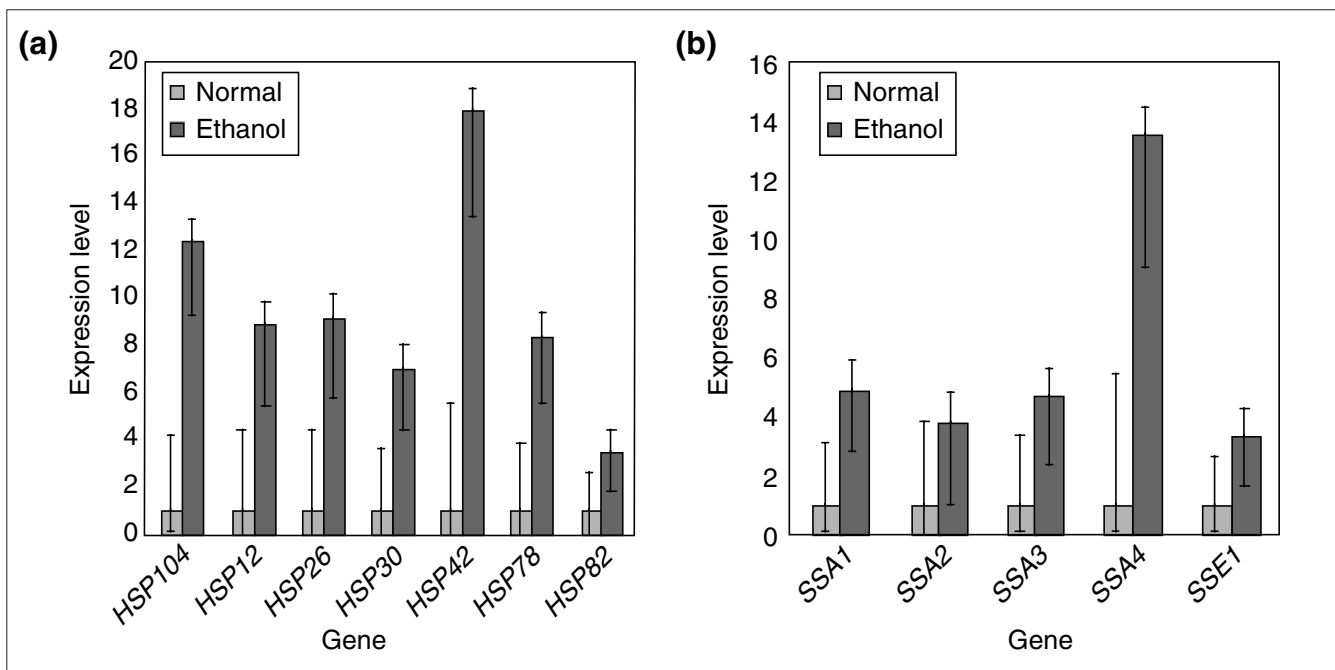 (a)
Expression level
20
18
16
14
12
10
8
6
4
2
0
Normal
Ethanol
HSP104
HSP12
HSP26
HSP30
HSP42
HSP78
HSP82
Gene
(b)
Expression level
16
14
12
10
8
6
4
2
0
Normal
Ethanol
SSA1
SSA2
SSA3
SSA4
SSE1
Gene